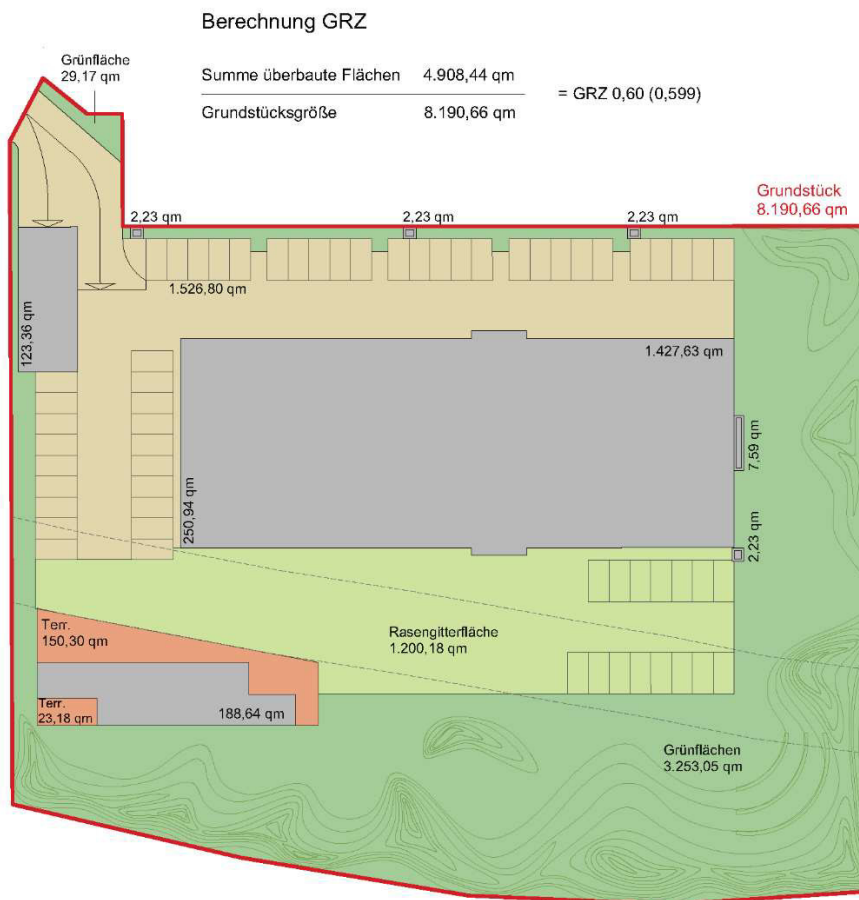 Berechnung GRZ
Grünfläche
29,17 qm
Summe überbaute Flächen 4.908,44 qm
= GRZ 0,60 (0,599)
Grundstücksgröße 8.190,66 qm
Grundstück
8.190,66 qm
2,23 qm
2,23 qm
2,23 qm
1.526,80 qm
123,36 qm
1.427,63 qm
7,59 qm
250,94 qm
2,23 qm
Terr.
150,30 qm
Rasengitterfläche
1.200,18 qm
Terr.
23,18 qm
188,64 qm
Grünflächen
3.253,05 qm